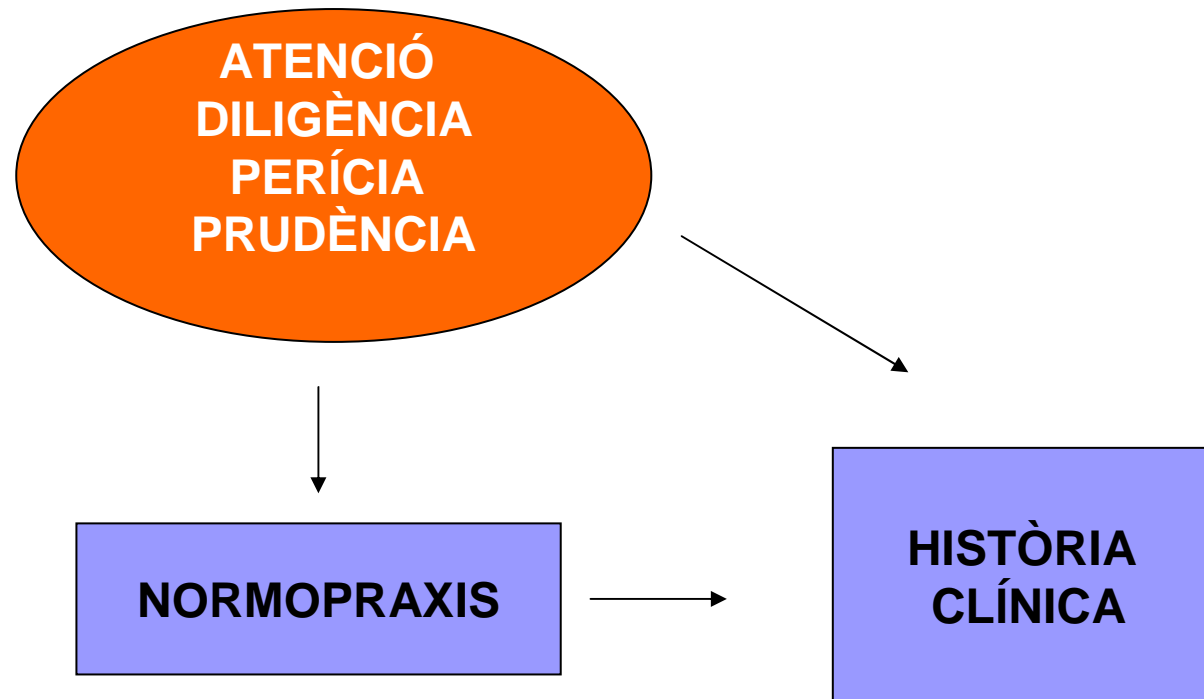 ATENCIÓ
DILIGÈNCIA
PERÍCIA
PRUDÈNCIA
NORMOPRAXIS
HISTÒRIA
CLÍNICA